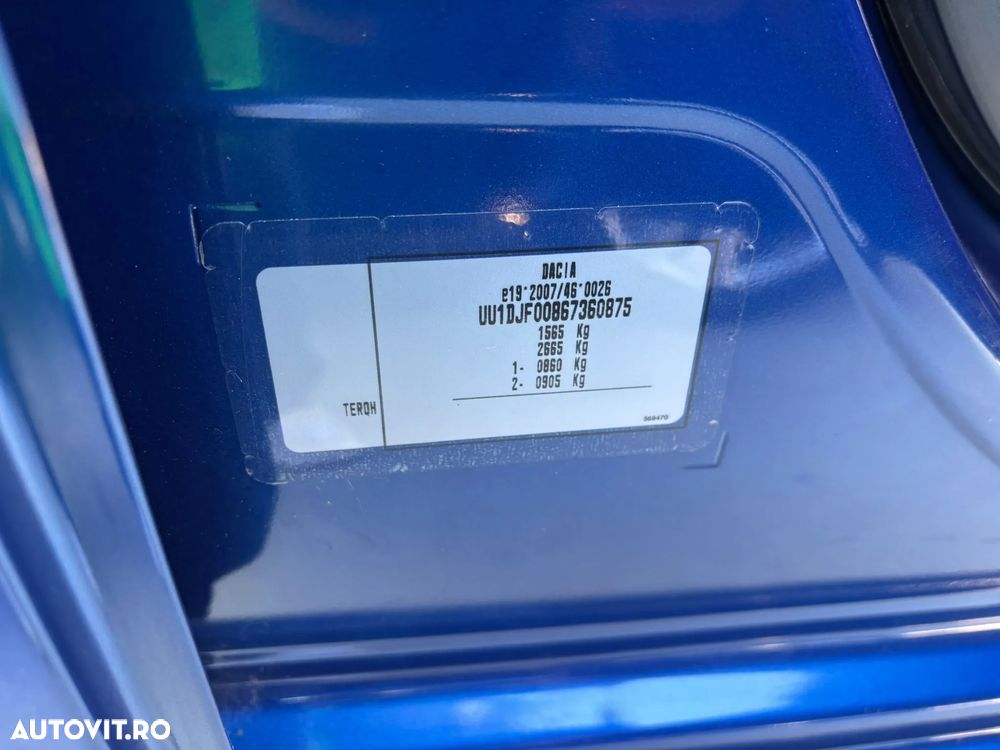 DACIA
e19*2007/46*0026
UU1DJF00867360875
1565 Kg
2665 Kg
1- 0860 Kg
2- 0905 Kg
TERQH
568470
AUTOVIT.RO